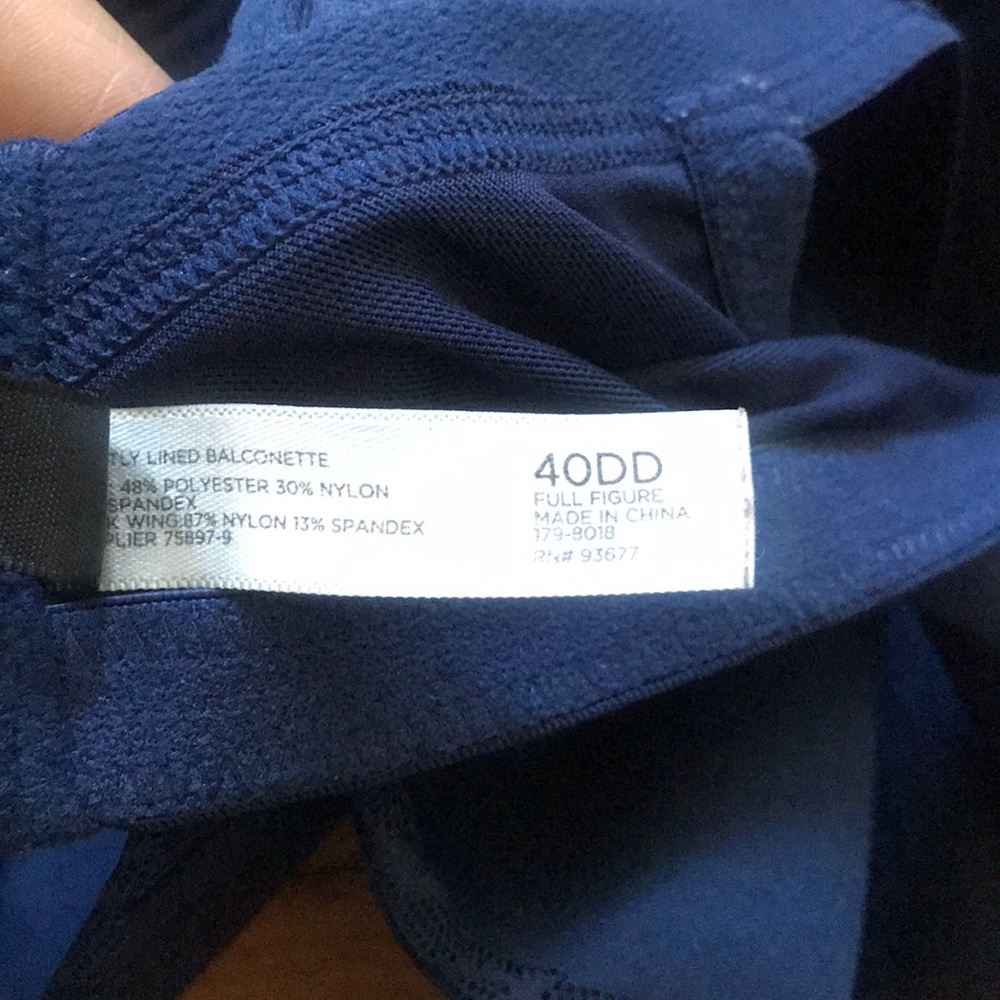 TLY LINED BALCONETTE
48% POLYESTER 30% NYLON
SPANDEX
K WING:87% NYLON 13% SPANDEX
PLIER 75897-9
40DD
FULL FIGURE
MADE IN CHINA
179-8018
RN# 93677